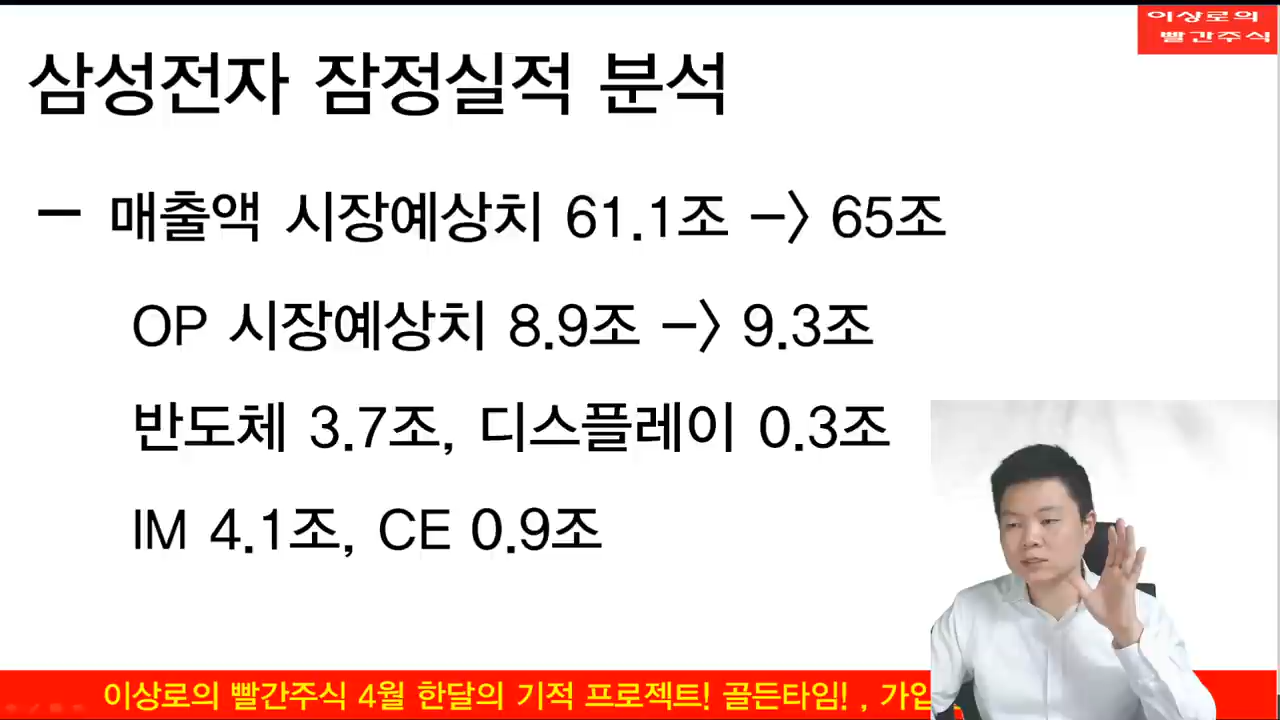 이상로의
빨간주식
삼성전자 잠정실적 분석
- 매출액 시장예상치 61.1조 -> 65조
OP 시장예상치 8.9조 -> 9.3조
반도체 3.7조, 디스플레이 0.3조
IM 4.1조, CE 0.9조
이상로의 빨간주식 4월 한달의 기적 프로젝트! 골든타임! , 가입